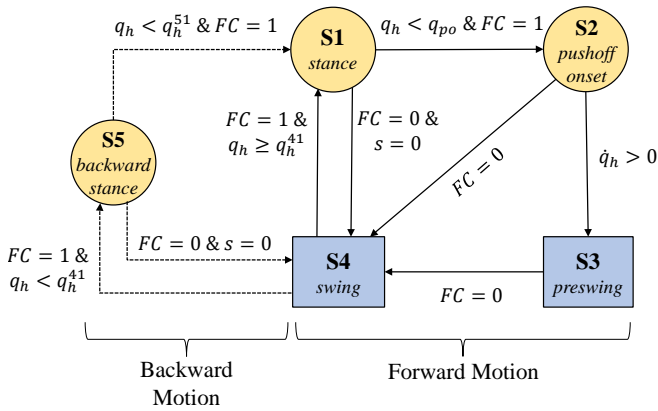 q_h < q_h^{51} & FC = 1
S1
stance
q_h < q_{po} & FC = 1
S2
pushoff
onset
FC = 1 &
q_h ≥ q_h^{41}
FC = 0 &
s = 0
FC = 0
q̇_h > 0
S5
backward
stance
FC = 1 &
q_h < q_h^{41}
FC = 0 & s = 0
S4
swing
FC = 0
S3
preswing
Backward
Motion
Forward Motion